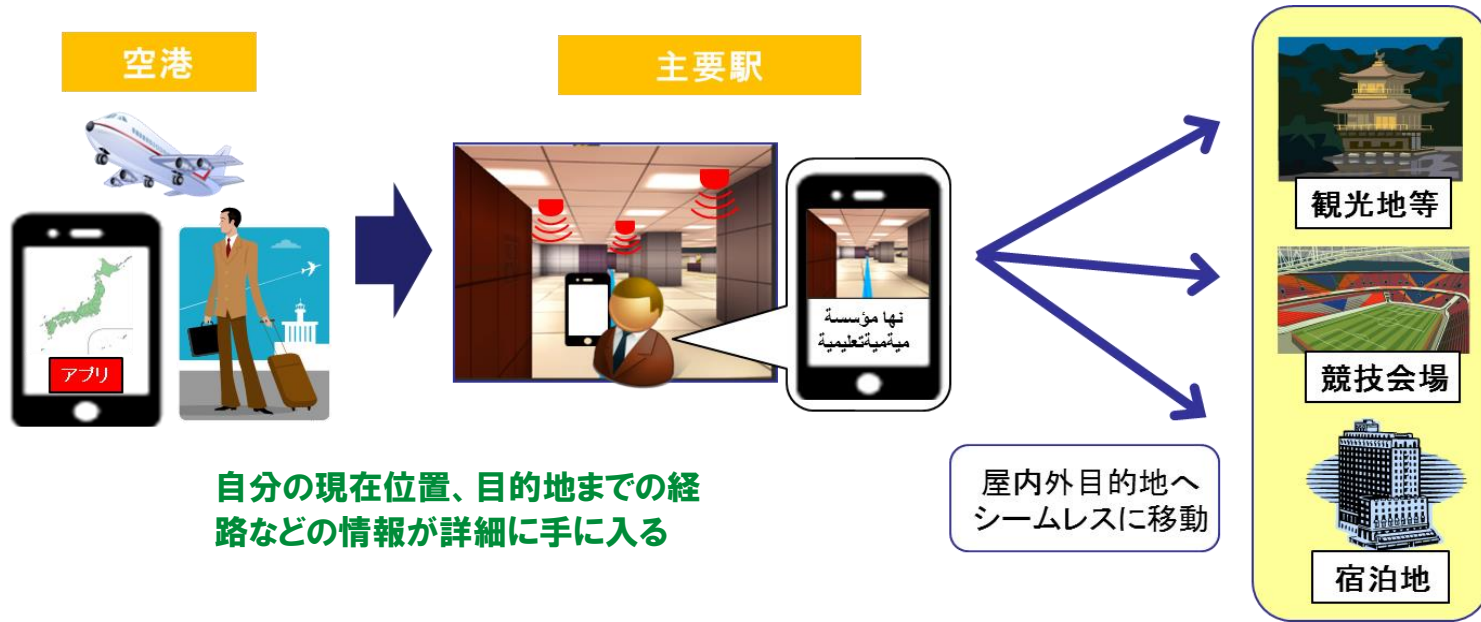 空港
主要駅
アプリ
نها مؤسسة
ميةميةتعليمية
観光地等
競技会場
宿泊地
屋内外目的地へ
シームレスに移動
自分の現在位置、目的地までの経
路などの情報が詳細に手に入る